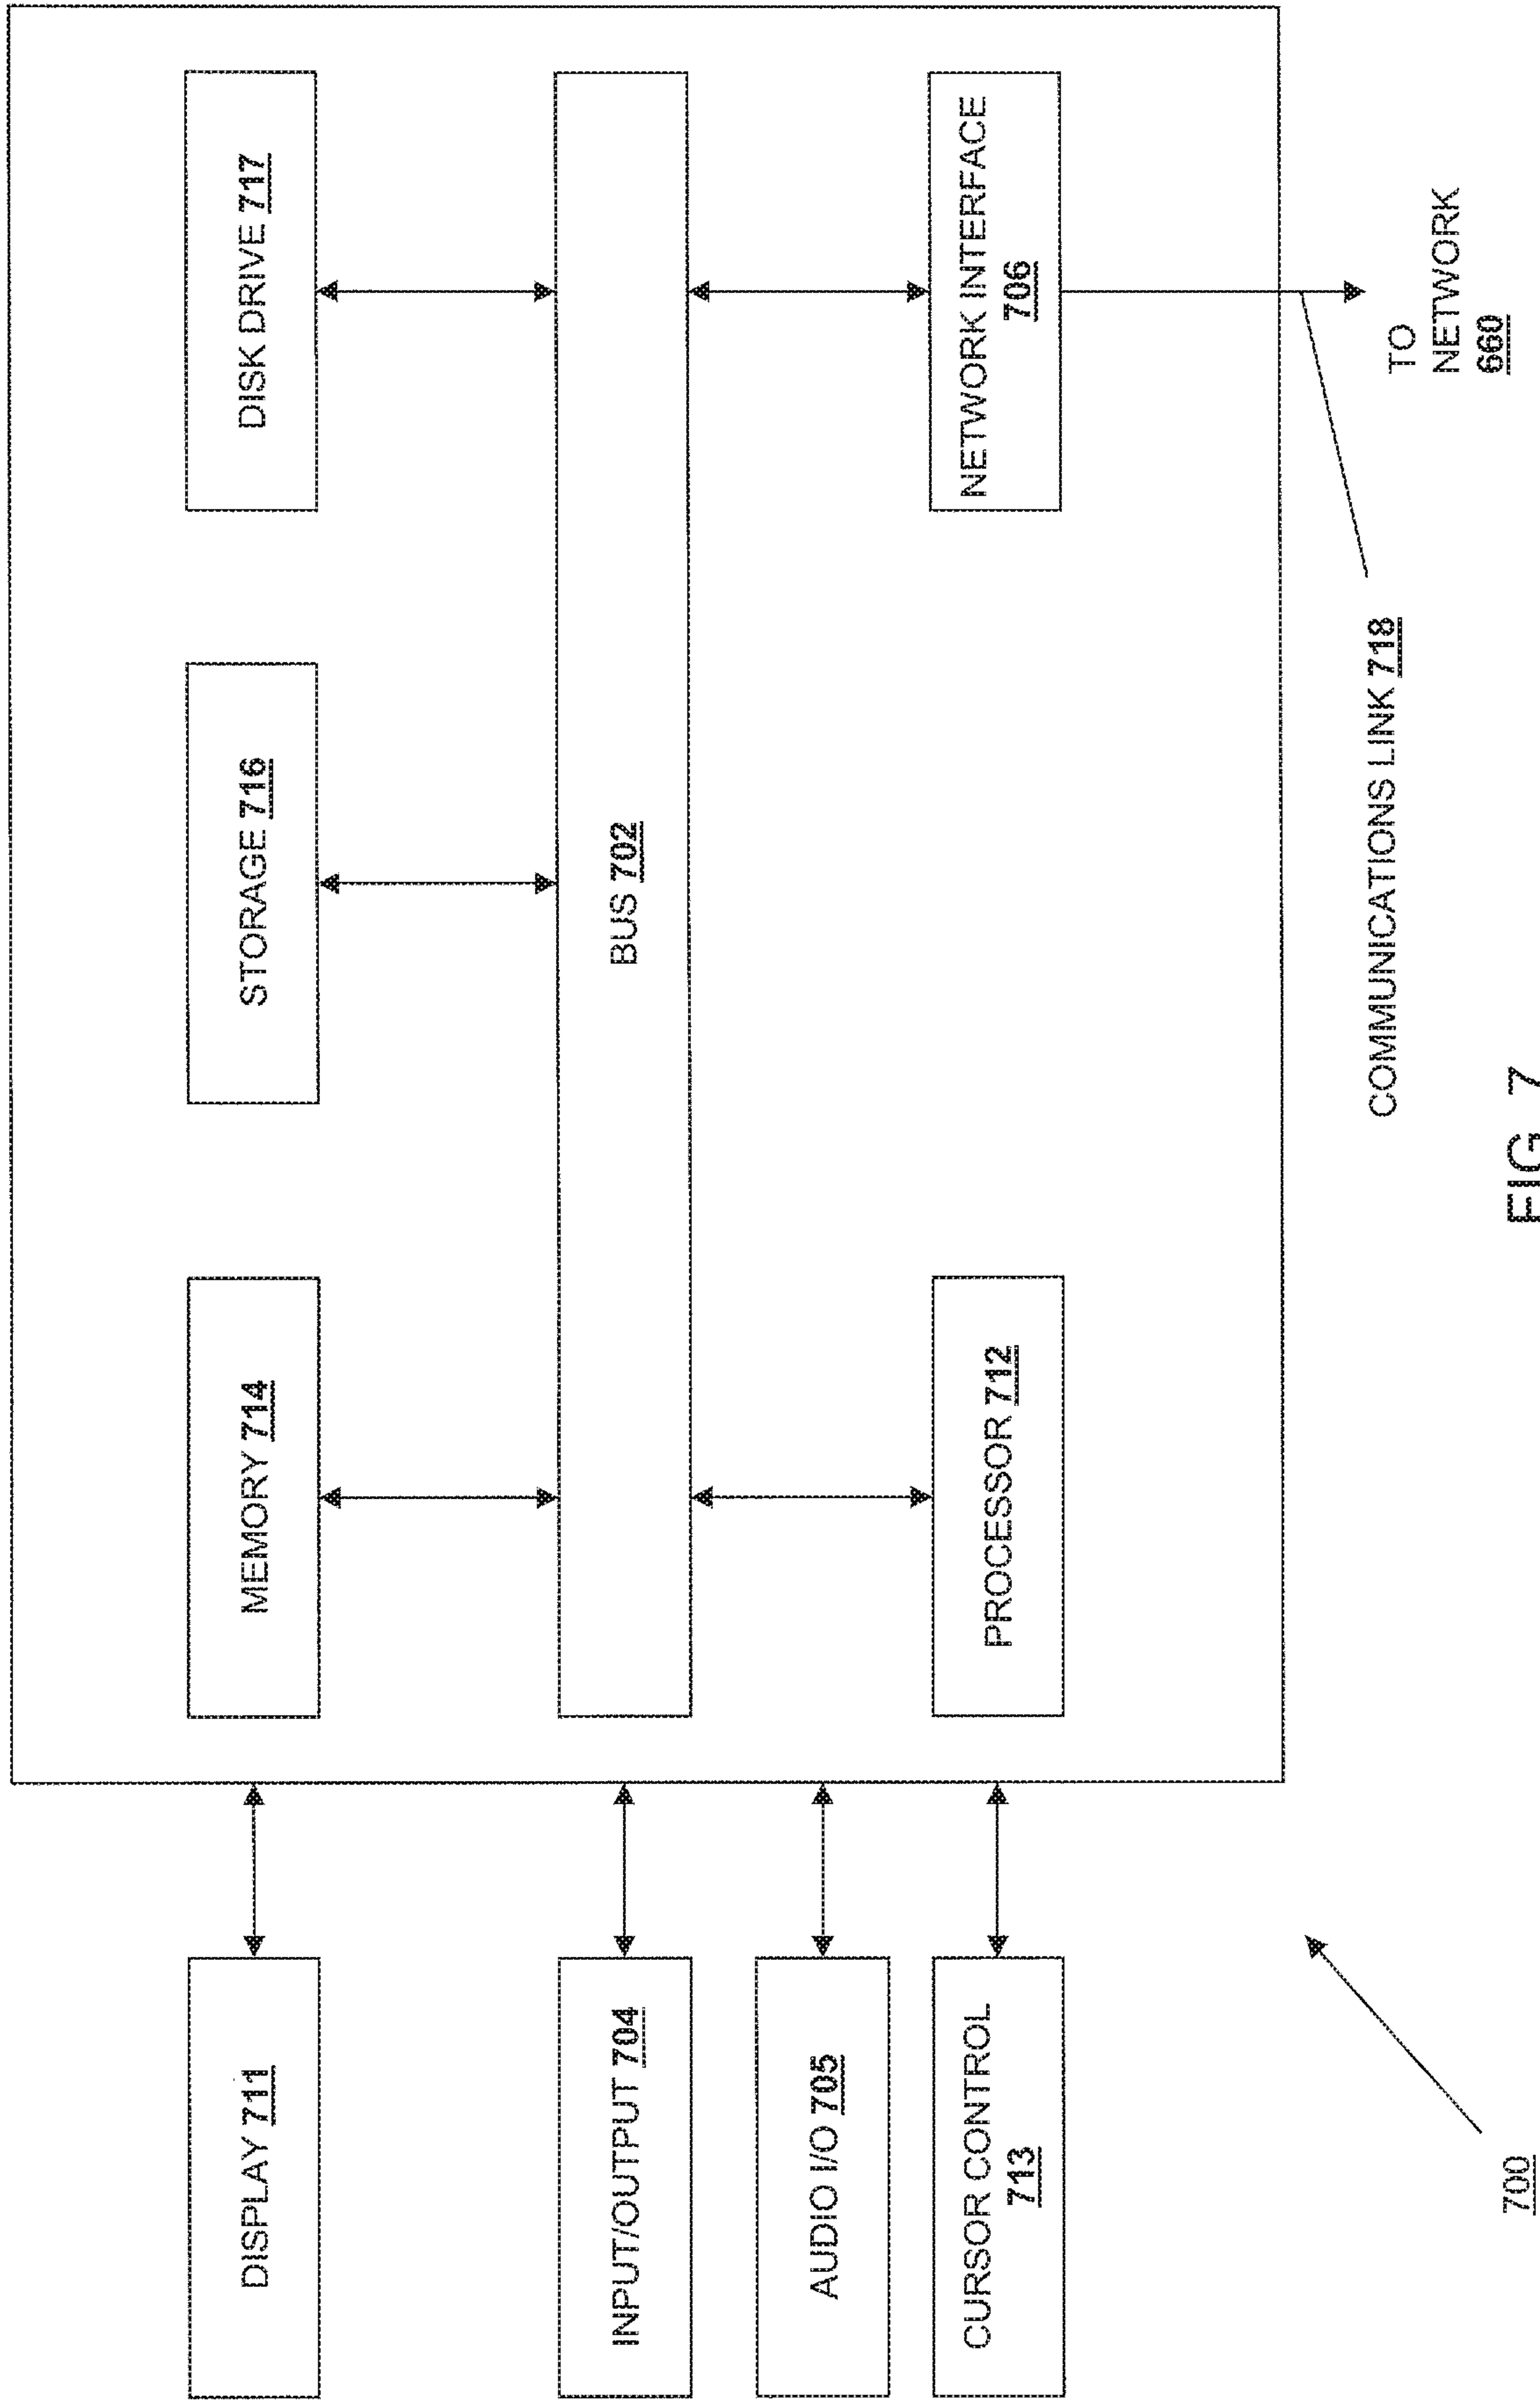 DISPLAY 711
MEMORY 714
STORAGE 716
DISK DRIVE 717
INPUT/OUTPUT 704
BUS 702
AUDIO I/O 705
CURSOR CONTROL
713
PROCESSOR 712
NETWORK INTERFACE
706
COMMUNICATIONS LINK 718
TO
NETWORK
660
700
FIG. 7